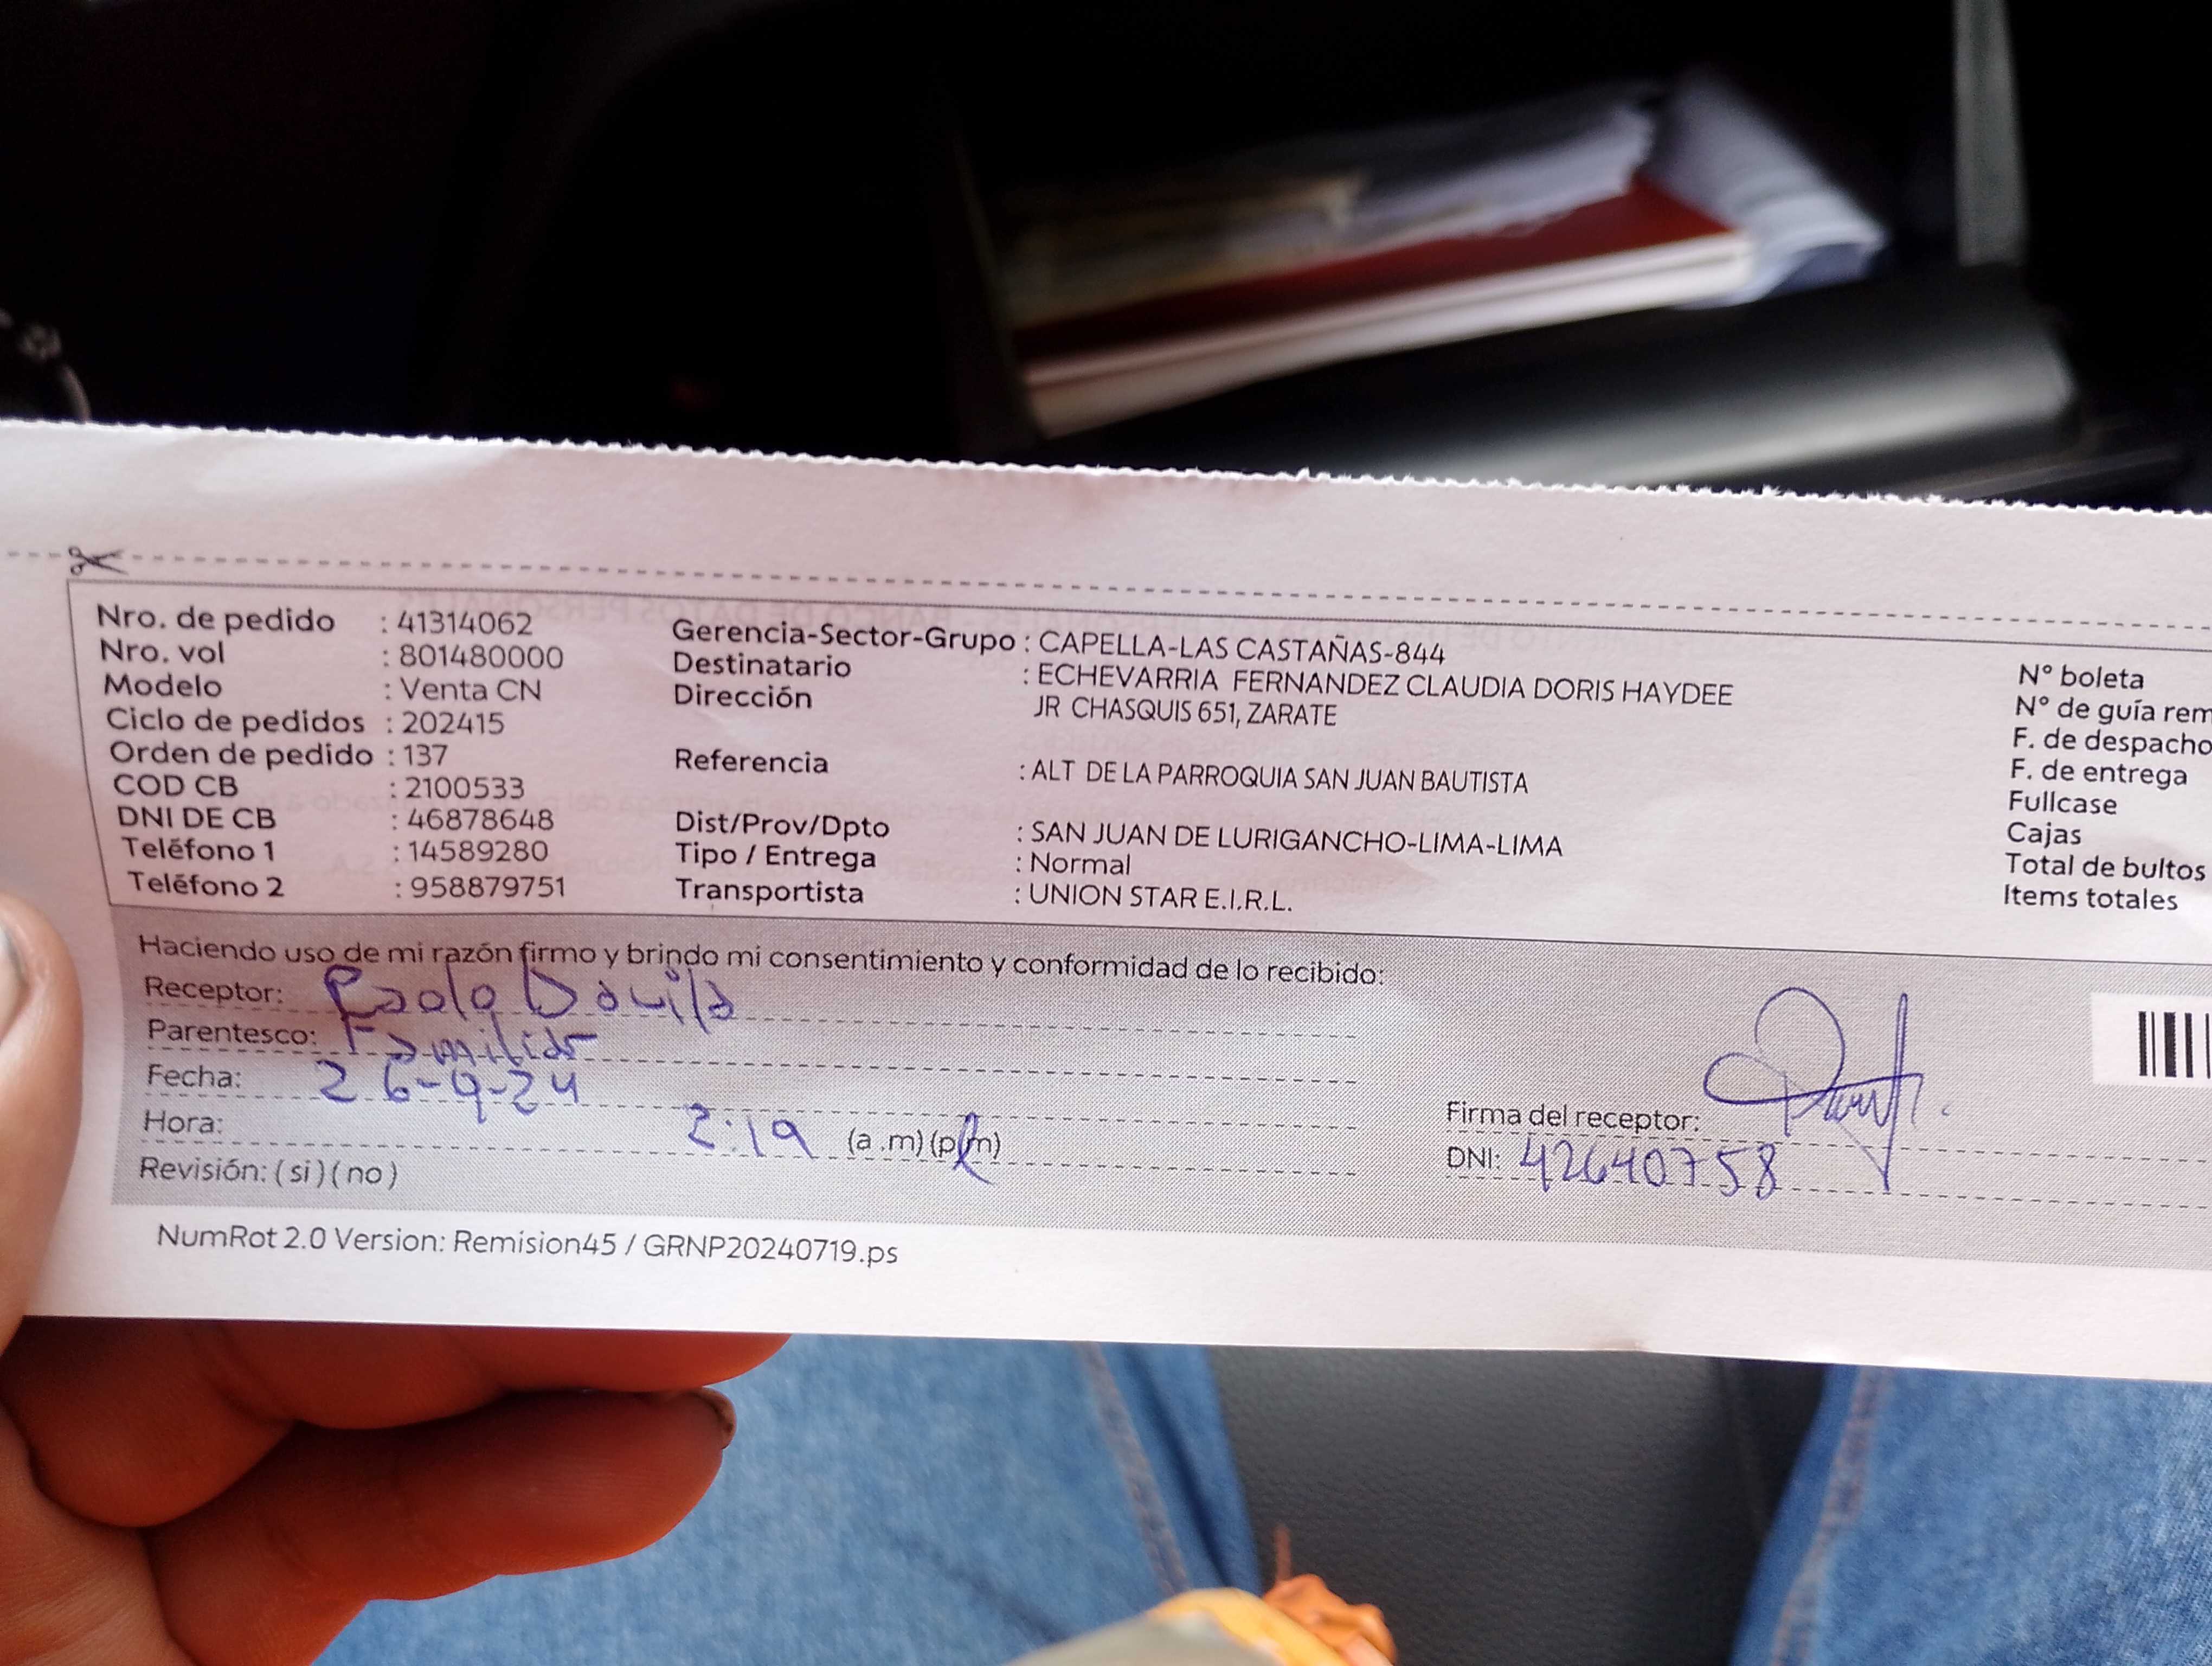 Nro. de pedido : 41314062
Nro. vol : 801480000
Modelo : Venta CN
Ciclo de pedidos : 202415
Orden de pedido : 137
COD CB : 2100533
DNI DE CB : 46878648
Teléfono 1 : 14589280
Teléfono 2 : 958879751
Gerencia-Sector-Grupo : CAPELLA-LAS CASTAÑAS-844
Destinatario : ECHEVARRIA FERNANDEZ CLAUDIA DORIS HAYDEE
Dirección JR CHASQUIS 651, ZARATE
Referencia : ALT DE LA PARROQUIA SAN JUAN BAUTISTA
Dist/Prov/Dpto : SAN JUAN DE LURIGANCHO-LIMA-LIMA
Tipo / Entrega : Normal
Transportista : UNION STAR E.I.R.L.
N° boleta
N° de guía rem
F. de despacho
F. de entrega
Fullcase
Cajas
Total de bultos
Items totales
Haciendo uso de mi razón firmo y brindo mi consentimiento y conformidad de lo recibido:
Receptor: Paolo Davila
Parentesco: Familiar
Fecha: 26-9-24
Hora: 2:19 (a .m) (p.m)
Revisión: ( si ) ( no )
Firma del receptor:
DNI: 42640758
NumRot 2.0 Version: Remision45 / GRNP20240719.ps